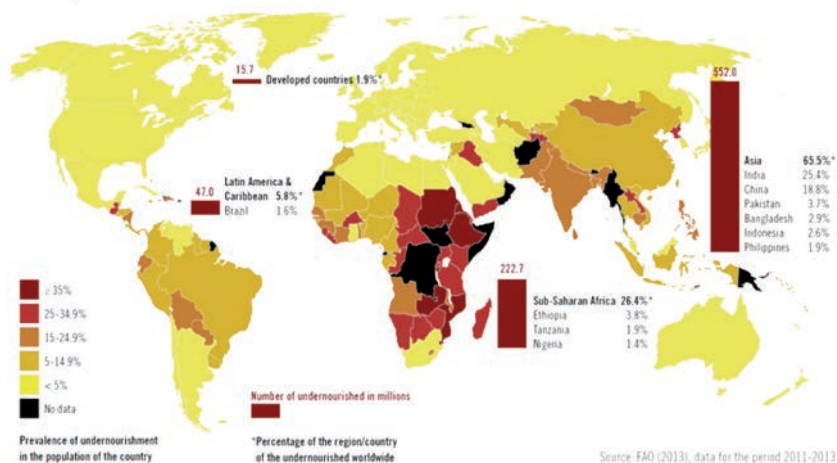 15.7
Developed countries 1.9%*
552.0
Asia 65.5%*
India 25.4%
China 18.8%
Pakistan 3.7%
Bangladesh 2.9%
Indonesia 2.6%
Philippines 1.9%
47.0
Latin America &
Caribbean 5.8%*
Brazil 1.6%
222.7
Sub-Saharan Africa 26.4%*
Ethiopia 3.8%
Tanzania 1.9%
Nigeria 1.4%
≥ 35%
25-34.9%
15-24.9%
5-14.9%
< 5%
No data
Prevalence of undernourishment
in the population of the country
Number of undernourished in millions
*Percentage of the region/country
of the undernourished worldwide
Source: FAO (2013), data for the period 2011-2013